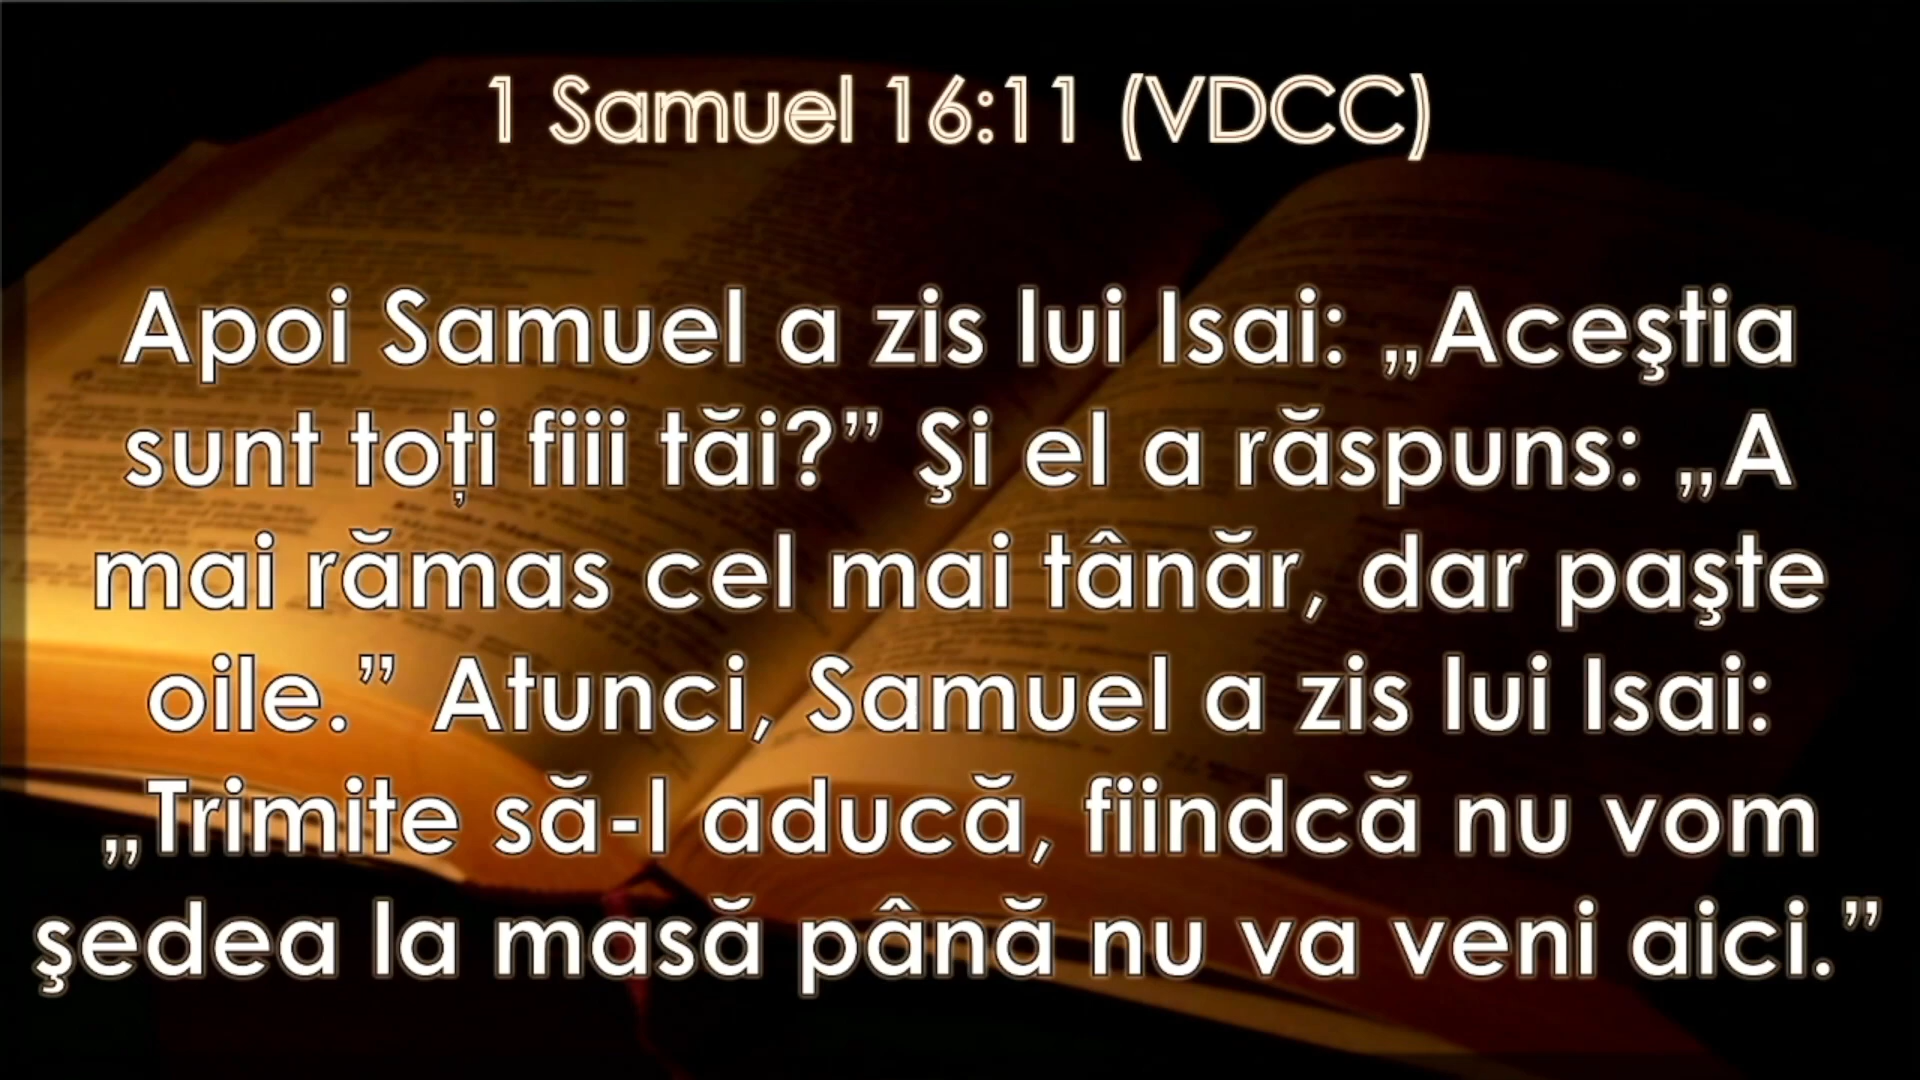 1 Samuel 16:11 (VDCC)
Apoi Samuel a zis lui Isai: „Aceştia
sunt toți fiii tăi?” Şi el a răspuns: „A
mai rămas cel mai tânăr, dar paşte
oile.” Atunci, Samuel a zis lui Isai:
„Trimite să-l aducă, fiindcă nu vom
şedea la masă până nu va veni aici.”